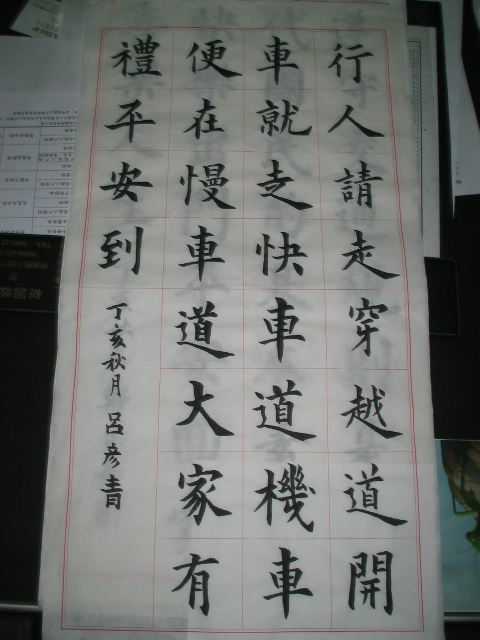 行人請走穿越道開
車就走快車道機車
便在慢車道大家有
禮平安到
丁亥秋月呂彥青